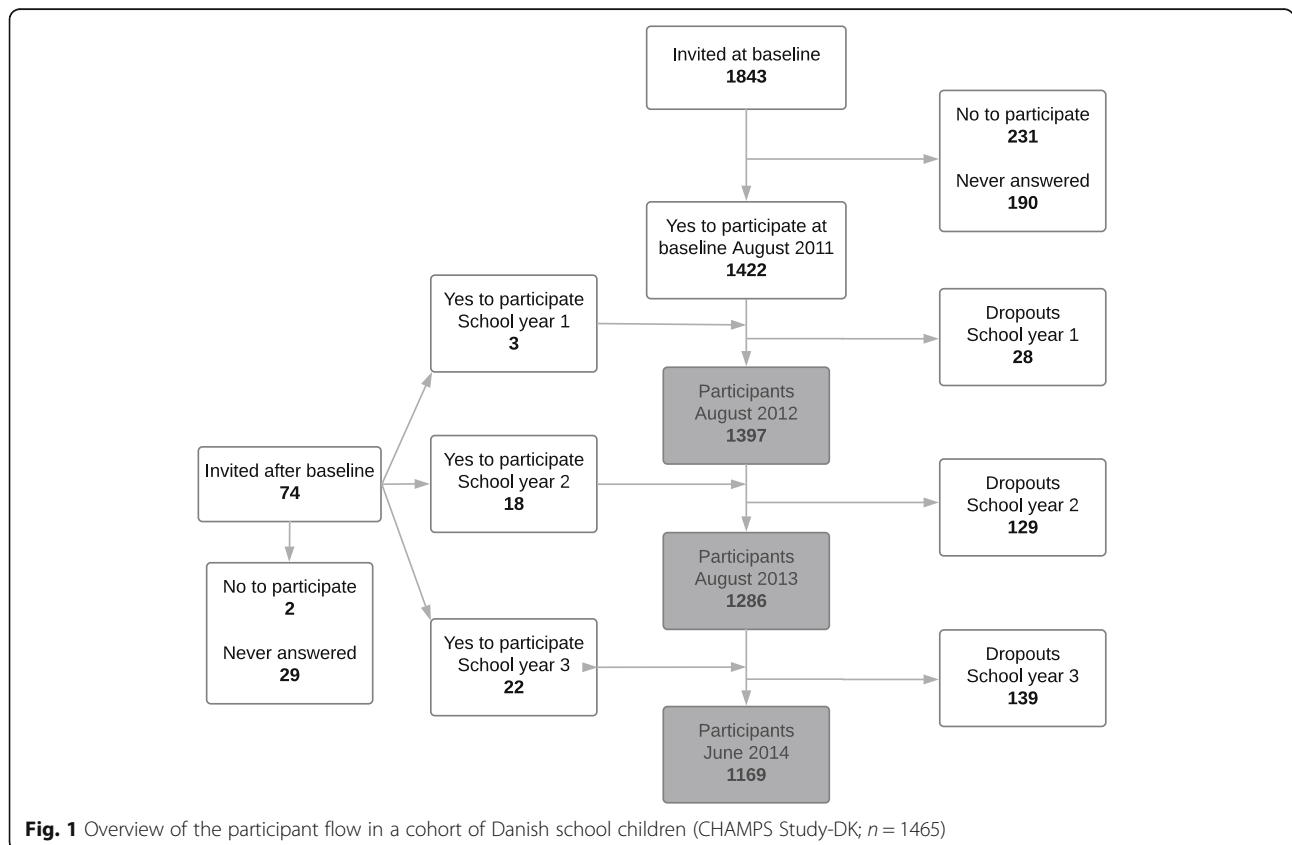 Invited at baseline
1843
No to participate
231
Never answered
190
Yes to participate at
baseline August 2011
1422
Yes to participate
School year 1
3
Dropouts
School year 1
28
Participants
August 2012
1397
Invited after baseline
74
Yes to participate
School year 2
18
Dropouts
School year 2
129
No to participate
2
Never answered
29
Participants
August 2013
1286
Yes to participate
School year 3
22
Dropouts
School year 3
139
Participants
June 2014
1169
Fig. 1 Overview of the participant flow in a cohort of Danish school children (CHAMPS Study-DK; n = 1465)